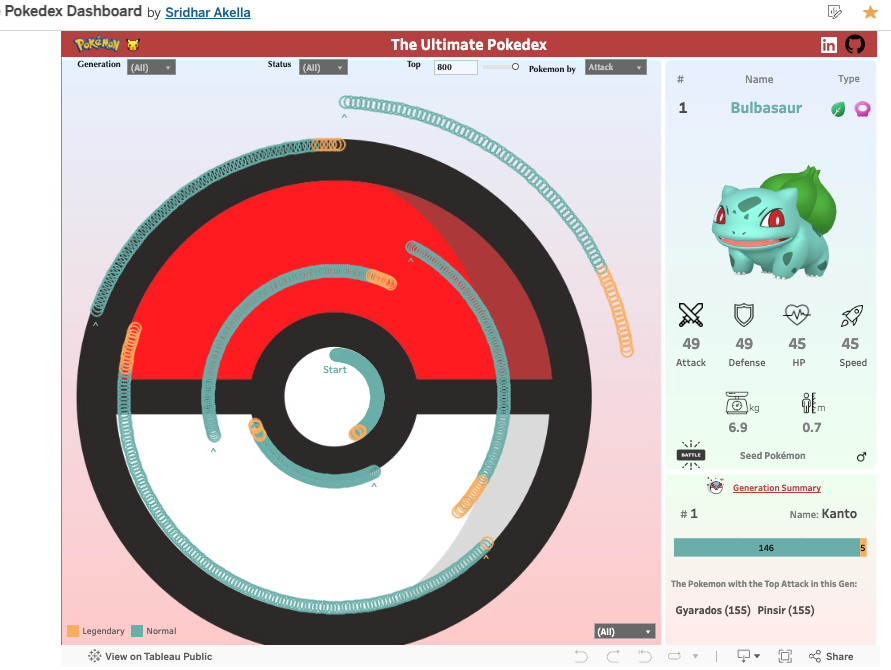 Pokedex Dashboard by Sridhar Akella
Pokémon
The Ultimate Pokedex
in
Generation (All)
Status (All)
Top 800
Pokemon by Attack
# Name Type
1 Bulbasaur
Start
49 49 45 45
Attack Defense HP Speed
kg m
6.9 0.7
BATTLE Seed Pokémon ♂
Generation Summary
# 1 Name: Kanto
146 5
The Pokemon with the Top Attack in this Gen:
Gyarados (155) Pinsir (155)
Legendary Normal
(All)
View on Tableau Public
Share